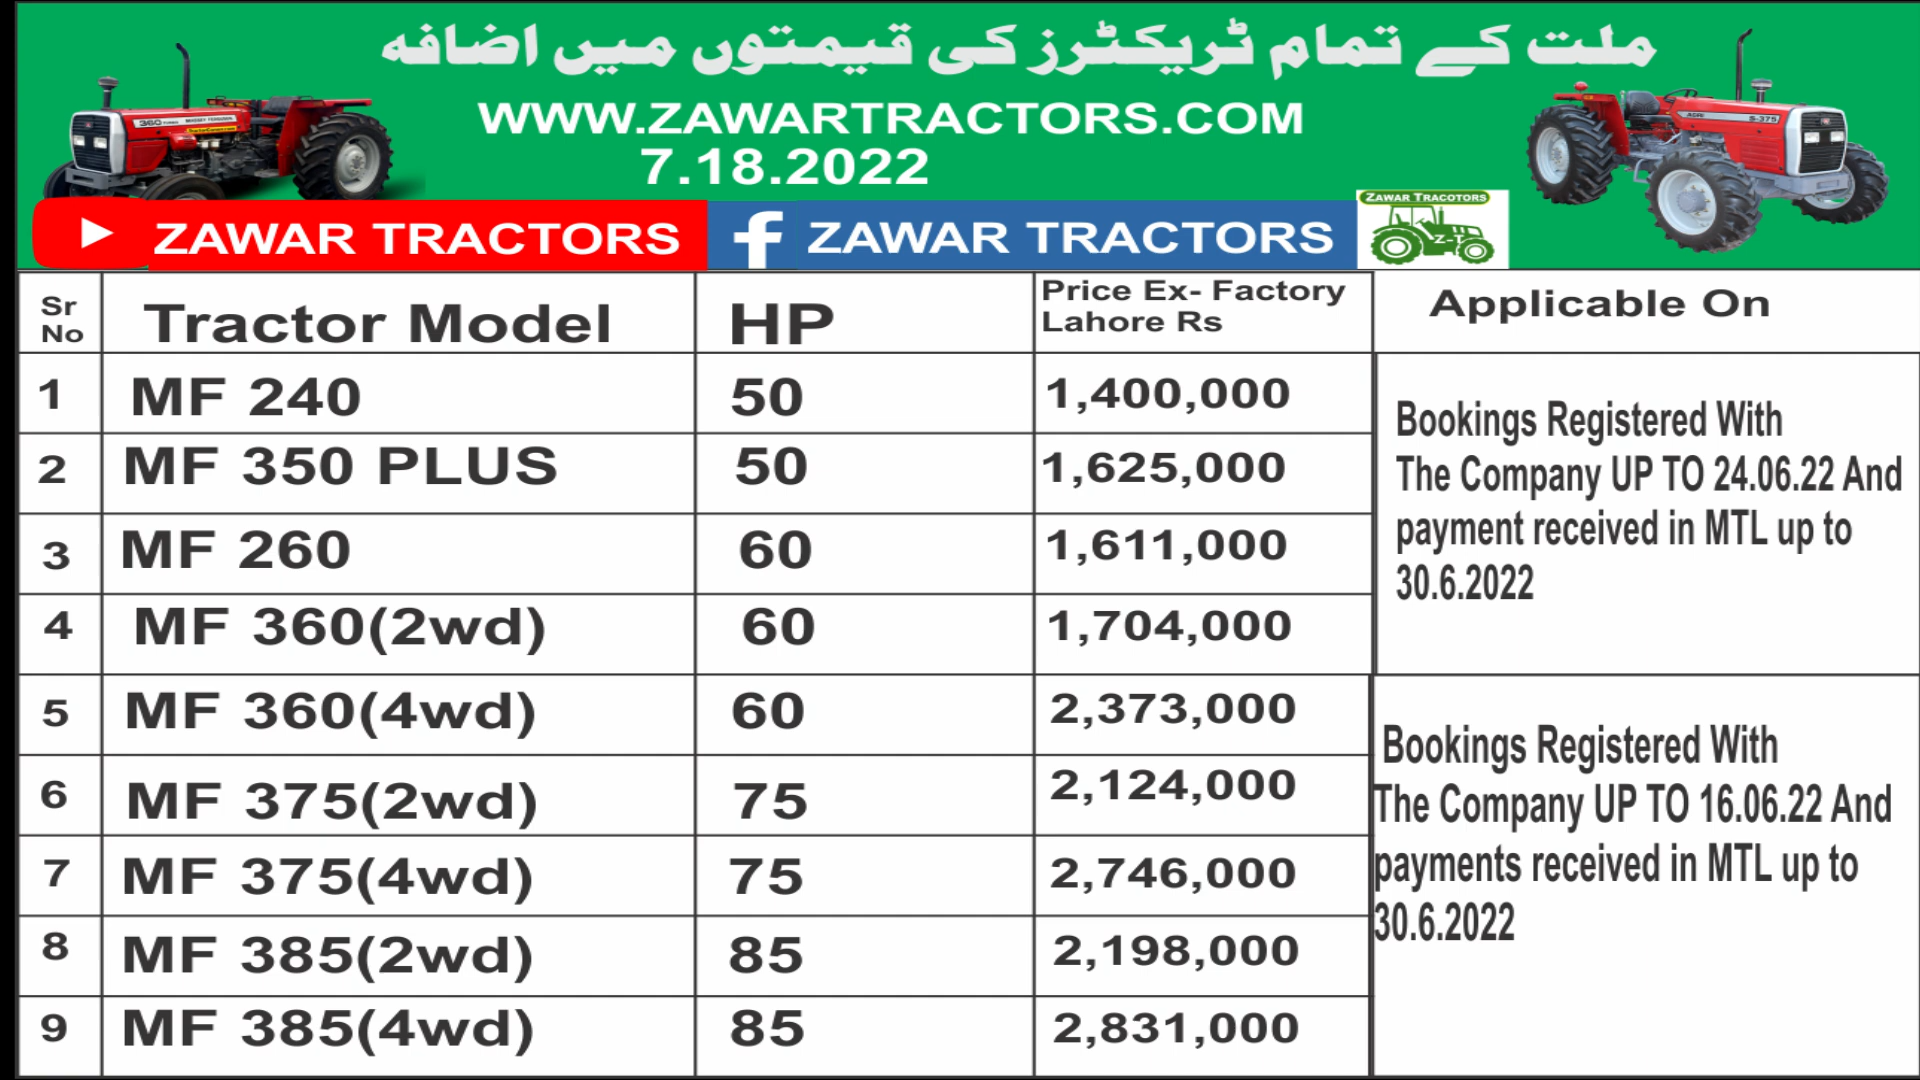 ملت کے تمام ٹریکٹرز کی قیمتوں میں اضافہ
WWW.ZAWARTRACTORS.COM
7.18.2022
ZAWAR TRACTORS
ZAWAR TRACTORS
ZAWAR TRACOTORS
Z-T
360 TURBO MASSEY FERGUSON
AGRI S-375
Sr No Tractor Model HP Price Ex- Factory Lahore Rs Applicable On
1 MF 240 50 1,400,000
2 MF 350 PLUS 50 1,625,000
3 MF 260 60 1,611,000
4 MF 360(2wd) 60 1,704,000
Bookings Registered With
The Company UP TO 24.06.22 And
payment received in MTL up to
30.6.2022
5 MF 360(4wd) 60 2,373,000
6 MF 375(2wd) 75 2,124,000
7 MF 375(4wd) 75 2,746,000
8 MF 385(2wd) 85 2,198,000
9 MF 385(4wd) 85 2,831,000
Bookings Registered With
The Company UP TO 16.06.22 And
payments received in MTL up to
30.6.2022